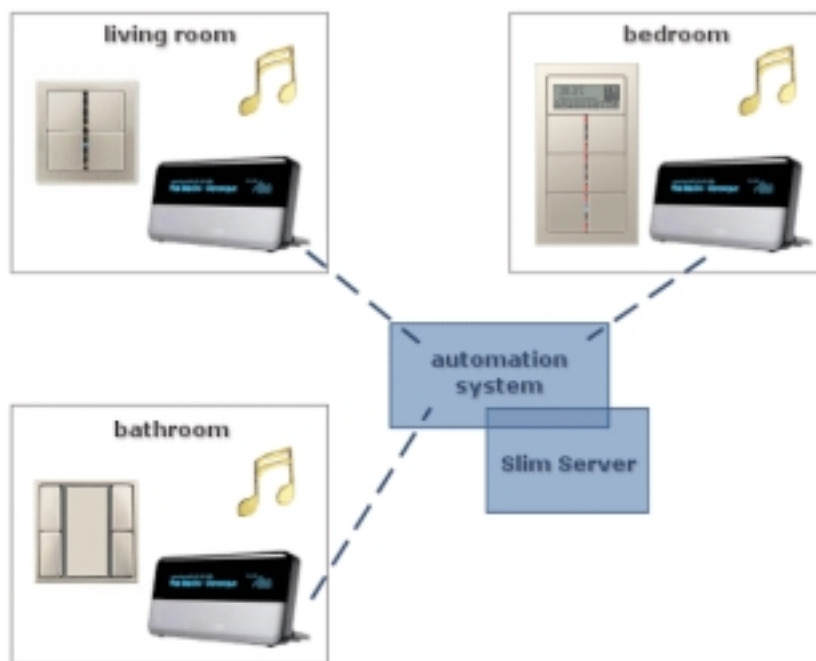 living room
bedroom
automation
system
bathroom
Slim Server